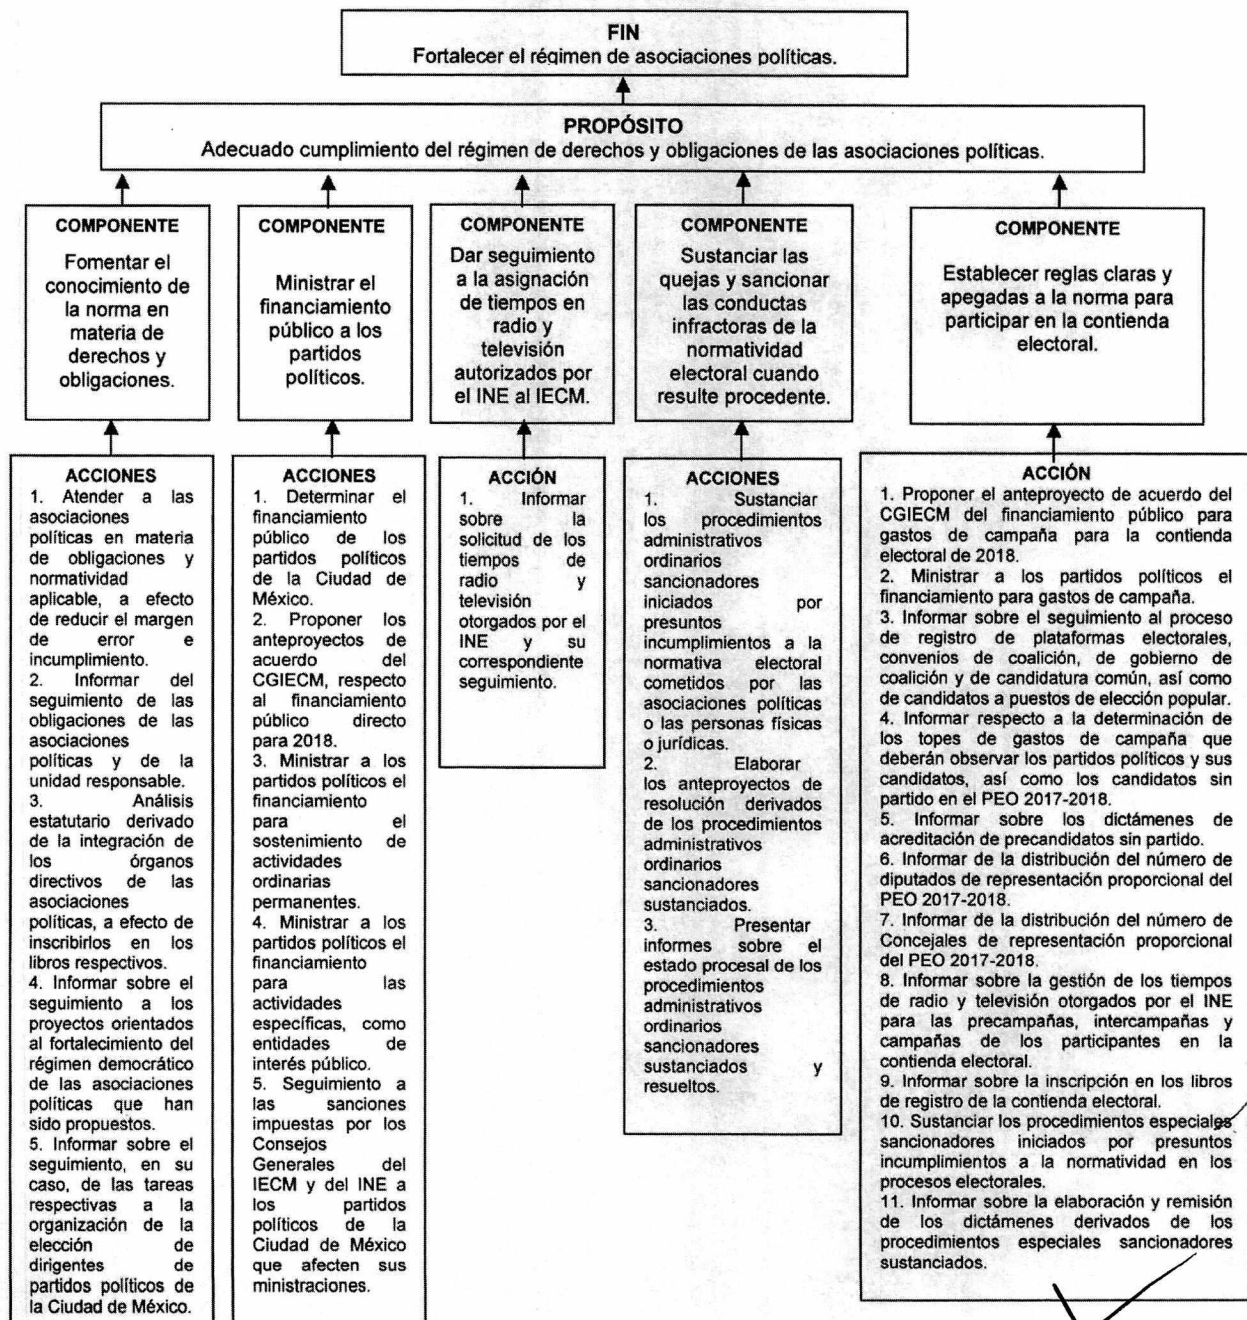 FIN
Fortalecer el régimen de asociaciones políticas.
PROPÓSITO
Adecuado cumplimiento del régimen de derechos y obligaciones de las asociaciones políticas.
COMPONENTE
Fomentar el
conocimiento de
la norma en
materia de
derechos y
obligaciones.
COMPONENTE
Ministrar el
financiamiento
público a los
partidos
políticos.
COMPONENTE
Dar seguimiento
a la asignación
de tiempos en
radio y
televisión
autorizados por
el INE al IECM.
COMPONENTE
Sustanciar las
quejas y sancionar
las conductas
infractoras de la
normatividad
electoral cuando
resulte procedente.
COMPONENTE
Establecer reglas claras y
apegadas a la norma para
participar en la contienda
electoral.
ACCIONES
1. Atender a las
asociaciones
políticas en materia
de obligaciones y
normatividad
aplicable, a efecto
de reducir el margen
de error e
incumplimiento.
2. Informar del
seguimiento de las
obligaciones de las
asociaciones
políticas y de la
unidad responsable.
3. Análisis
estatutario derivado
de la integración de
los órganos
directivos de las
asociaciones
políticas, a efecto de
inscribirlos en los
libros respectivos.
4. Informar sobre el
seguimiento a los
proyectos orientados
al fortalecimiento del
régimen democrático
de las asociaciones
políticas que han
sido propuestos.
5. Informar sobre el
seguimiento, en su
caso, de las tareas
respectivas a la
organización de la
elección de
dirigentes de
partidos políticos de
la Ciudad de México.
ACCIONES
1. Determinar el
financiamiento
público de los
partidos políticos
de la Ciudad de
México.
2. Proponer los
anteproyectos de
acuerdo del
CGIECM, respecto
al financiamiento
público directo
para 2018.
3. Ministrar a los
partidos políticos el
financiamiento
para el
sostenimiento de
actividades
ordinarias
permanentes.
4. Ministrar a los
partidos políticos el
financiamiento
para las
actividades
específicas, como
entidades de
interés público.
5. Seguimiento a
las sanciones
impuestas por los
Consejos
Generales del
IECM y del INE a
los partidos
políticos de la
Ciudad de México
que afecten sus
ministraciones.
ACCIÓN
1. Informar
sobre la
solicitud de los
tiempos de
radio y
televisión
otorgados por el
INE y su
correspondiente
seguimiento.
ACCIONES
1. Sustanciar
los procedimientos
administrativos
ordinarios
sancionadores
iniciados por
presuntos
incumplimientos a la
normativa electoral
cometidos por las
asociaciones políticas
o las personas físicas
o jurídicas.
2. Elaborar
los anteproyectos de
resolución derivados
de los procedimientos
administrativos
ordinarios
sancionadores
sustanciados.
3. Presentar
informes sobre el
estado procesal de los
procedimientos
administrativos
ordinarios
sancionadores
sustanciados y
resueltos.
ACCIÓN
1. Proponer el anteproyecto de acuerdo del
CGIECM del financiamiento público para
gastos de campaña para la contienda
electoral de 2018.
2. Ministrar a los partidos políticos el
financiamiento para gastos de campaña.
3. Informar sobre el seguimiento al proceso
de registro de plataformas electorales,
convenios de coalición, de gobierno de
coalición y de candidatura común, así como
de candidatos a puestos de elección popular.
4. Informar respecto a la determinación de
los topes de gastos de campaña que
deberán observar los partidos políticos y sus
candidatos, así como los candidatos sin
partido en el PEO 2017-2018.
5. Informar sobre los dictámenes de
acreditación de precandidatos sin partido.
6. Informar de la distribución del número de
diputados de representación proporcional del
PEO 2017-2018.
7. Informar de la distribución del número de
Concejales de representación proporcional
del PEO 2017-2018.
8. Informar sobre la gestión de los tiempos
de radio y televisión otorgados por el INE
para las precampañas, intercampañas y
campañas de los participantes en la
contienda electoral.
9. Informar sobre la inscripción en los libros
de registro de la contienda electoral.
10. Sustanciar los procedimientos especiales
sancionadores iniciados por presuntos
incumplimientos a la normatividad en los
procesos electorales.
11. Informar sobre la elaboración y remisión
de los dictámenes derivados de los
procedimientos especiales sancionadores
sustanciados.